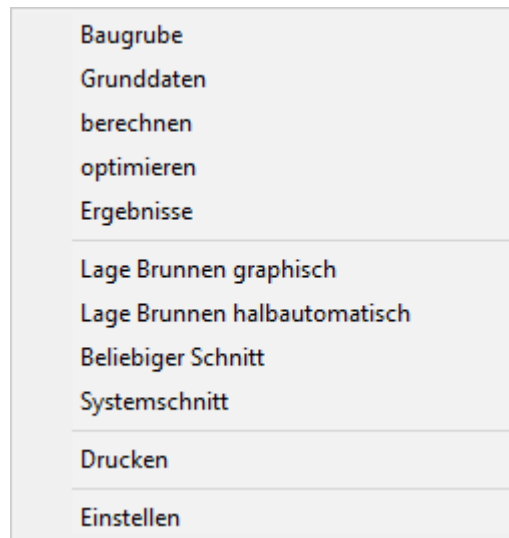 Baugrube
Grunddaten
berechnen
optimieren
Ergebnisse
Lage Brunnen graphisch
Lage Brunnen halbautomatisch
Beliebiger Schnitt
Systemschnitt
Drucken
Einstellen